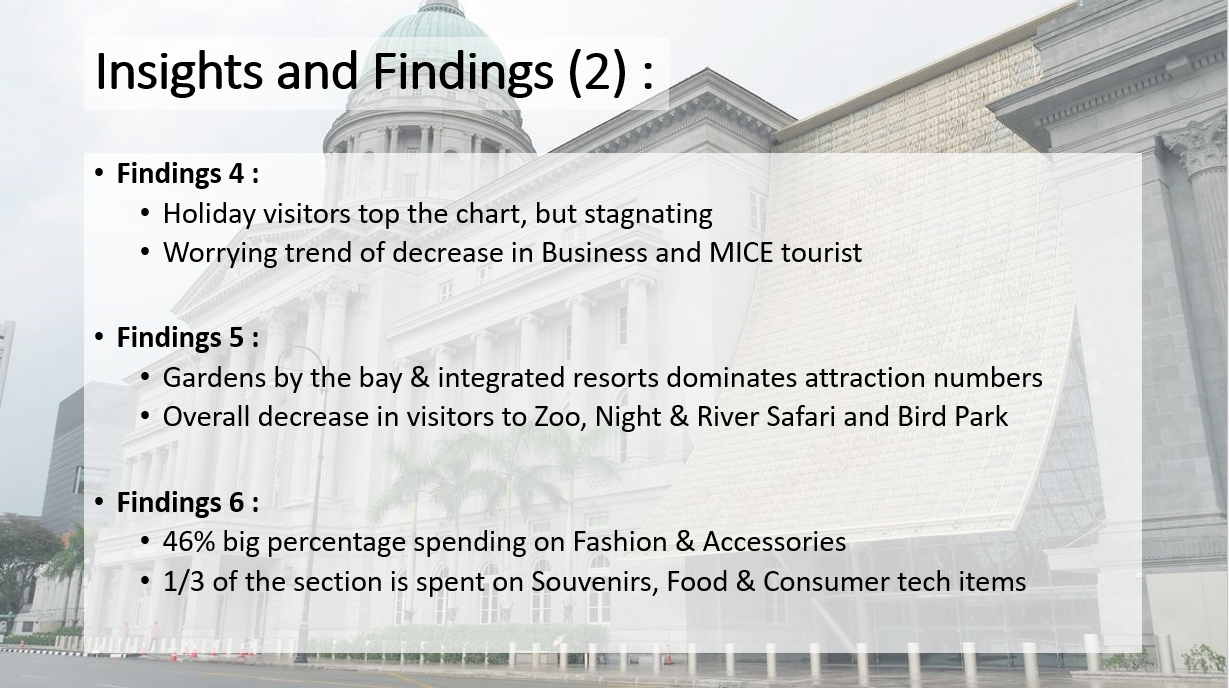 Insights and Findings (2) :
• Findings 4 :
• Holiday visitors top the chart, but stagnating
• Worrying trend of decrease in Business and MICE tourist
• Findings 5 :
• Gardens by the bay & integrated resorts dominates attraction numbers
• Overall decrease in visitors to Zoo, Night & River Safari and Bird Park
• Findings 6 :
• 46% big percentage spending on Fashion & Accessories
• 1/3 of the section is spent on Souvenirs, Food & Consumer tech items